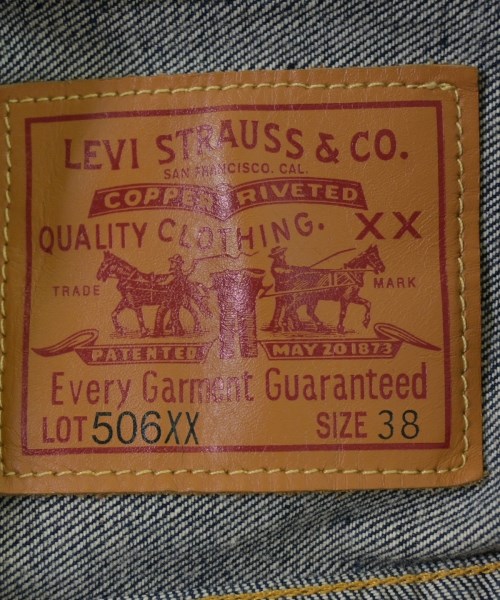 LEVI STRAUSS & CO.
SAN FRANCISCO. CAL.
COPPER RIVETED
QUALITY CLOTHING. XX
TRADE MARK
PATENTED MAY 20 1873
Every Garment Guaranteed
LOT 506XX SIZE 38